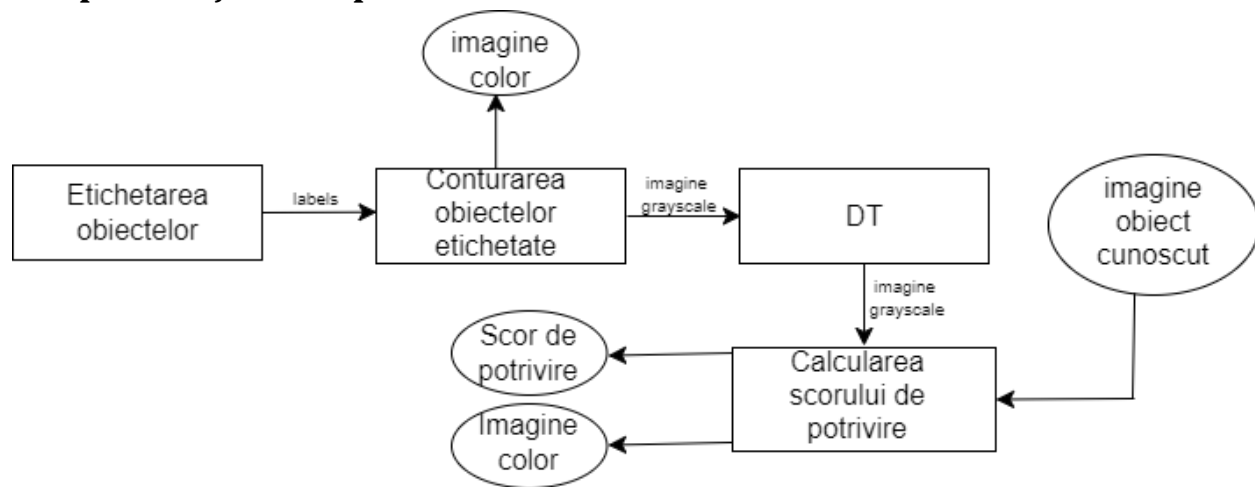 imagine
color
Etichetarea
obiectelor
labels
Conturarea
obiectelor
etichetate
imagine
grayscale
DT
imagine
obiect
cunoscut
imagine
grayscale
Scor de
potrivire
Calcularea
scorului de
potrivire
Imagine
color